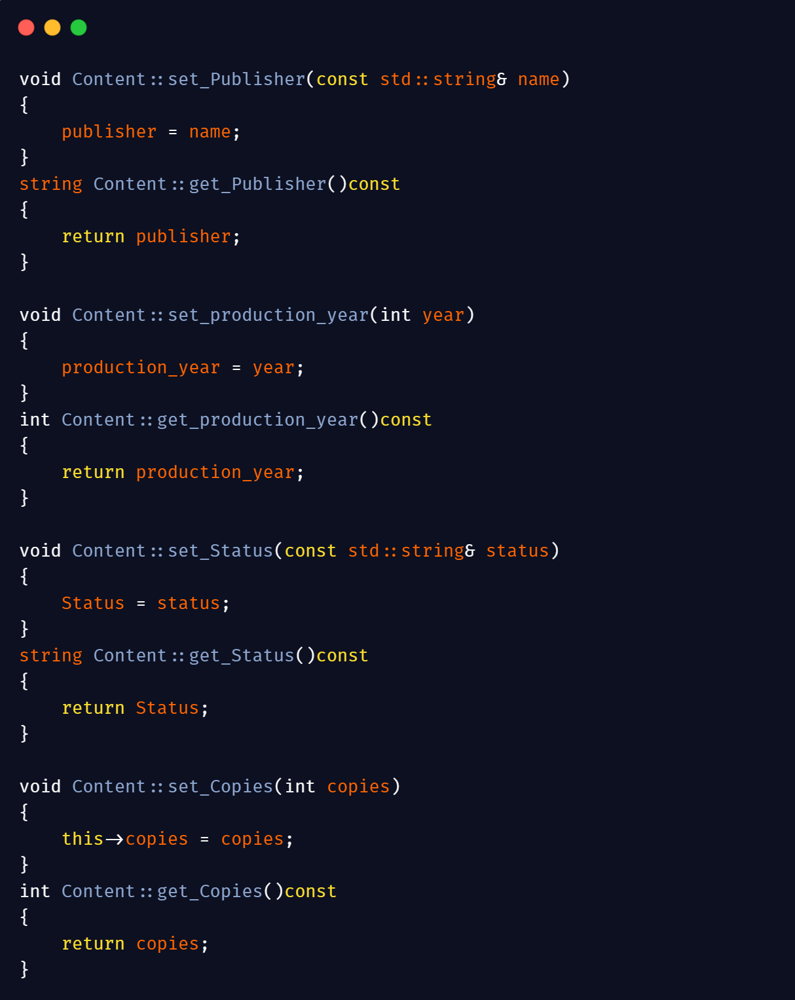 void Content::set_Publisher(const std::string& name)
{
    publisher = name;
}
string Content::get_Publisher()const
{
    return publisher;
}

void Content::set_production_year(int year)
{
    production_year = year;
}
int Content::get_production_year()const
{
    return production_year;
}

void Content::set_Status(const std::string& status)
{
    Status = status;
}
string Content::get_Status()const
{
    return Status;
}

void Content::set_Copies(int copies)
{
    this->copies = copies;
}
int Content::get_Copies()const
{
    return copies;
}